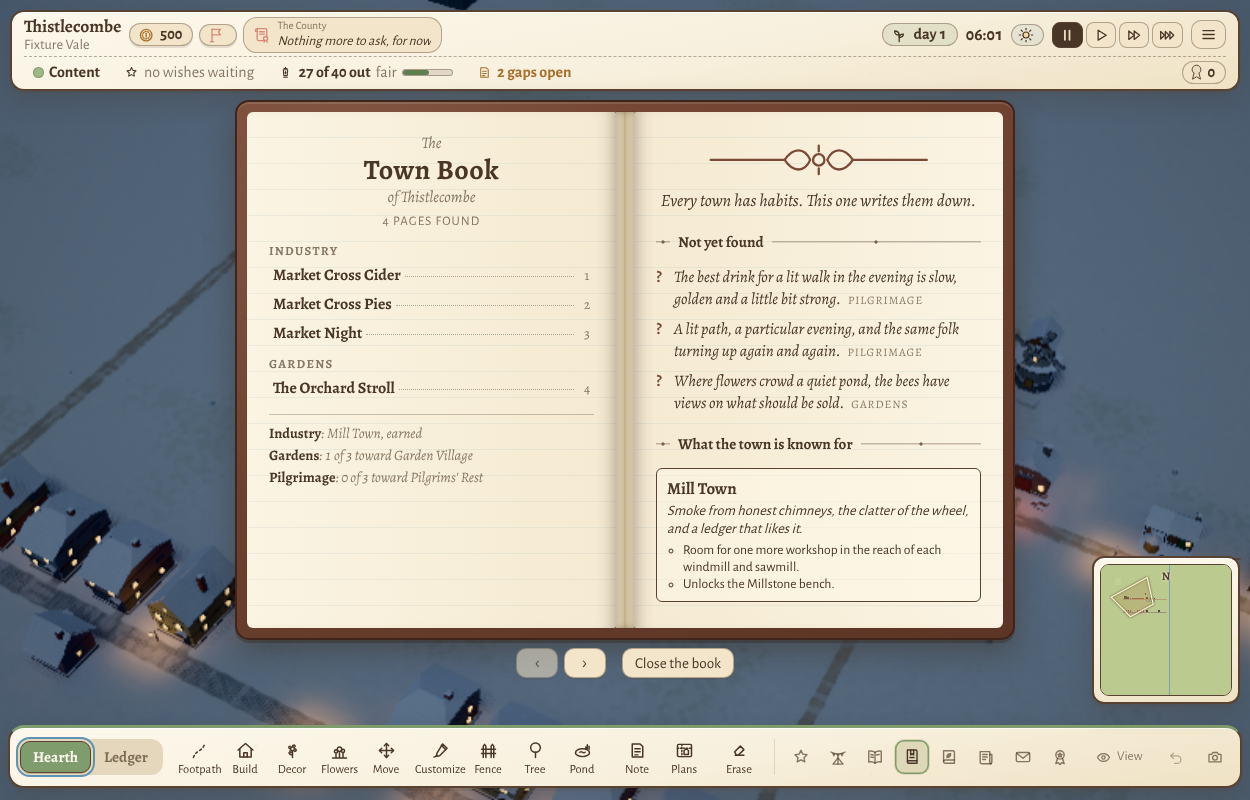 Thistlecombe
Fixture Vale
500
The County
Nothing more to ask, for now
day 1
06:01
Content
no wishes waiting
27 of 40 out fair
2 gaps open
0
The
Town Book
of Thistlecombe
4 PAGES FOUND
INDUSTRY
Market Cross Cider 1
Market Cross Pies 2
Market Night 3
GARDENS
The Orchard Stroll 4
Industry: Mill Town, earned
Gardens: 1 of 3 toward Garden Village
Pilgrimage: 0 of 3 toward Pilgrims' Rest
Every town has habits. This one writes them down.
Not yet found
? The best drink for a lit walk in the evening is slow,
golden and a little bit strong. PILGRIMAGE
? A lit path, a particular evening, and the same folk
turning up again and again. PILGRIMAGE
? Where flowers crowd a quiet pond, the bees have
views on what should be sold. GARDENS
What the town is known for
Mill Town
Smoke from honest chimneys, the clatter of the wheel,
and a ledger that likes it.
Room for one more workshop in the reach of each
windmill and sawmill.
Unlocks the Millstone bench.
N
‹ › Close the book
Hearth Ledger
Footpath Build Decor Flowers Move Customize Fence Tree Pond Note Plans Erase View